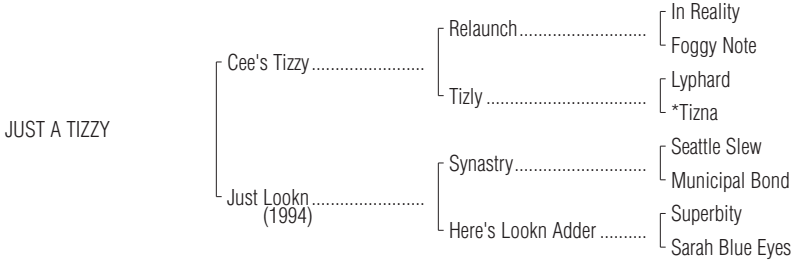 In Reality
Relaunch..............................
Foggy Note
Cee's Tizzy........................
Lyphard
Tizly ..................................
*Tizna
JUST A TIZZY
Seattle Slew
Synastry............................
Municipal Bond
Just Lookn........................
(1994)
Superbity
Here's Lookn Adder ..........
Sarah Blue Eyes